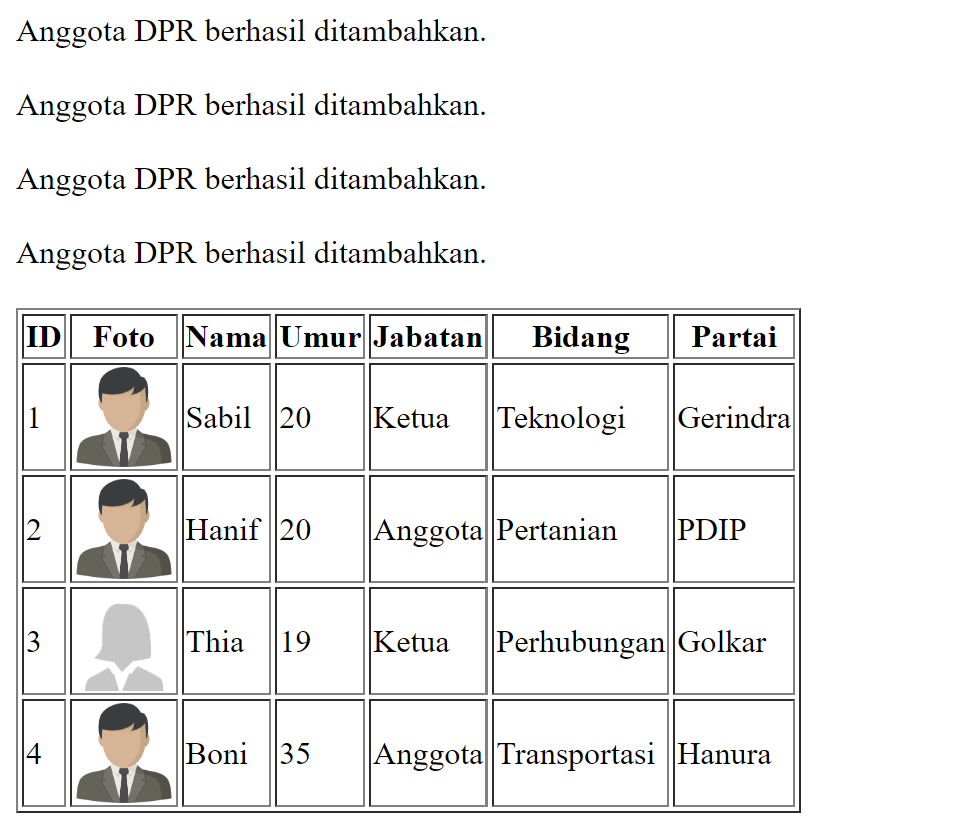 Anggota DPR berhasil ditambahkan.
Anggota DPR berhasil ditambahkan.
Anggota DPR berhasil ditambahkan.
Anggota DPR berhasil ditambahkan.
ID Foto Nama Umur Jabatan Bidang Partai
1 Sabil 20 Ketua Teknologi Gerindra
2 Hanif 20 Anggota Pertanian PDIP
3 Thia 19 Ketua Perhubungan Golkar
4 Boni 35 Anggota Transportasi Hanura